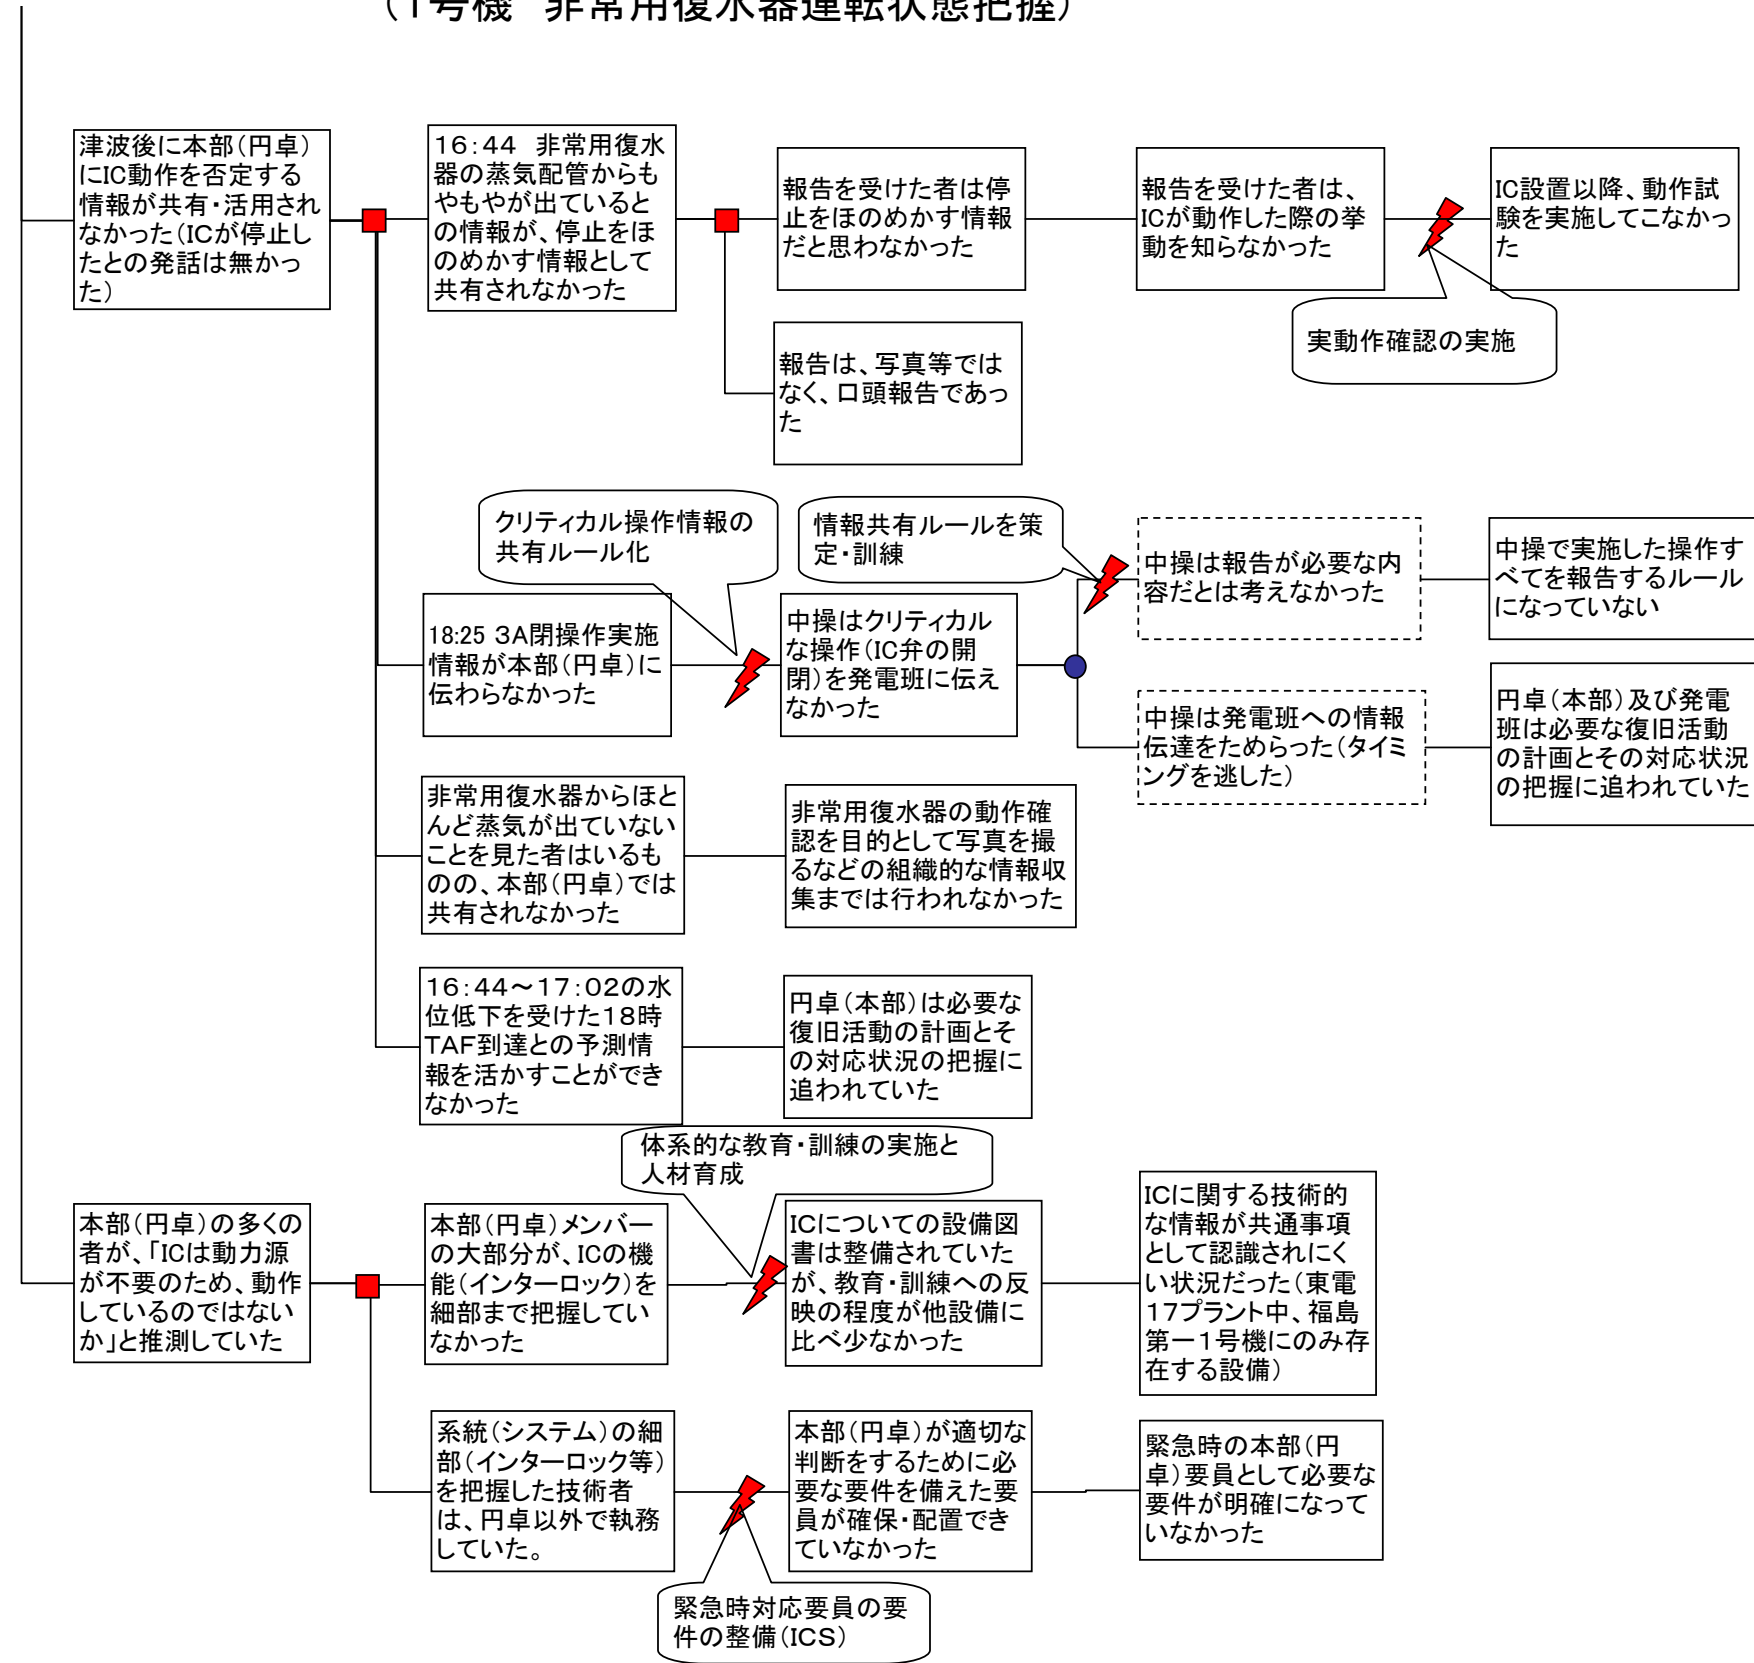 （1号機　非常用復水器運転状態把握）
津波後に本部（円卓）
にIC動作を否定する
情報が共有・活用され
なかった（ICが停止し
たとの発話は無かっ
た）
16：44　非常用復水
器の蒸気配管からも
やもやが出ていると
の情報が、停止をほ
のめかす情報として
共有されなかった
報告を受けた者は停
止をほのめかす情報
だと思わなかった
報告を受けた者は、
ICが動作した際の挙
動を知らなかった
IC設置以降、動作試
験を実施してこなかっ
た
実動作確認の実施
報告は、写真等では
なく、口頭報告であっ
た
クリティカル操作情報の
共有ルール化
情報共有ルールを策
定・訓練
中操は報告が必要な内
容だとは考えなかった
中操で実施した操作す
べてを報告するルール
になっていない
18:25 3A閉操作実施
情報が本部（円卓）に
伝わらなかった
中操はクリティカル
な操作（IC弁の開
閉）を発電班に伝え
なかった
中操は発電班への情報
伝達をためらった（タイミ
ングを逃した）
円卓（本部）及び発電
班は必要な復旧活動
の計画とその対応状況
の把握に追われていた
非常用復水器からほと
んど蒸気が出ていない
ことを見た者はいるも
のの、本部（円卓）では
共有されなかった
非常用復水器の動作確
認を目的として写真を撮
るなどの組織的な情報収
集までは行われなかった
16：44～17：02の水
位低下を受けた18時
TAF到達との予測情
報を活かすことができ
なかった
円卓（本部）は必要な
復旧活動の計画とそ
の対応状況の把握に
追われていた
体系的な教育・訓練の実施と
人材育成
本部（円卓）の多くの
者が、「ICは動力源
が不要のため、動作
しているのではない
か」と推測していた
本部（円卓）メンバー
の大部分が、ICの機
能（インターロック）を
細部まで把握してい
なかった
ICについての設備図
書は整備されていた
が、教育・訓練への反
映の程度が他設備に
比べ少なかった
ICに関する技術的
な情報が共通事項
として認識されにく
い状況だった（東電
17プラント中、福島
第一1号機にのみ存
在する設備）
系統（システム）の細
部（インターロック等）
を把握した技術者
は、円卓以外で執務
していた。
本部（円卓）が適切な
判断をするために必
要な要件を備えた要
員が確保・配置でき
ていなかった
緊急時の本部（円
卓）要員として必要な
要件が明確になって
いなかった
緊急時対応要員の要
件の整備（ICS）